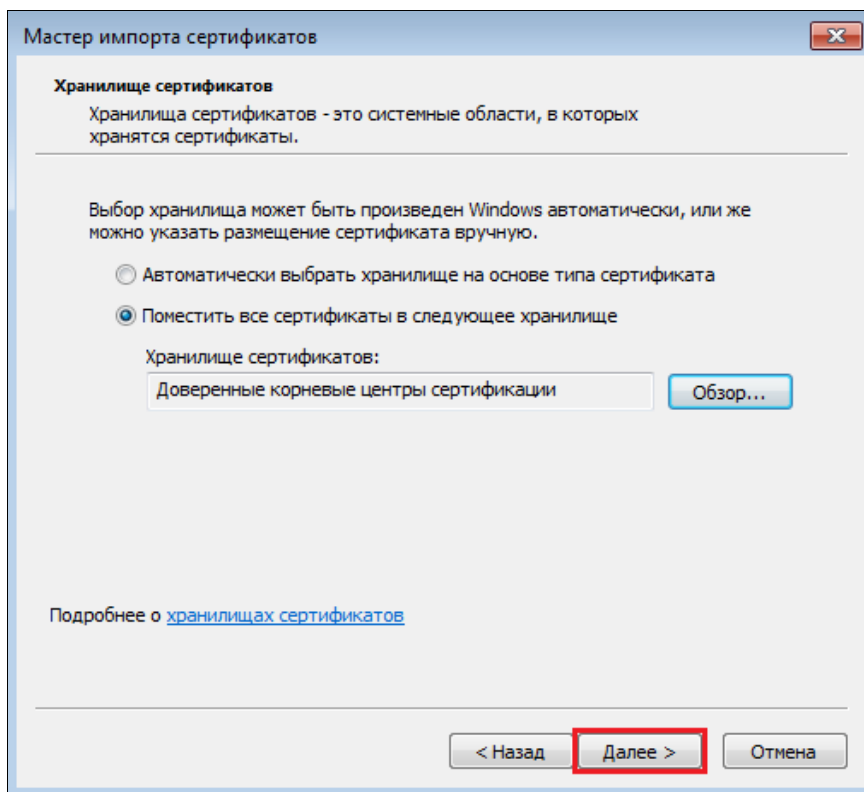 Мастер импорта сертификатов
Хранилище сертификатов
Хранилища сертификатов - это системные области, в которых
хранятся сертификаты.
Выбор хранилища может быть произведен Windows автоматически, или же
можно указать размещение сертификата вручную.
Автоматически выбрать хранилище на основе типа сертификата
Поместить все сертификаты в следующее хранилище
Хранилище сертификатов:
Доверенные корневые центры сертификации
Обзор...
Подробнее о хранилищах сертификатов
< Назад
Далее >
Отмена